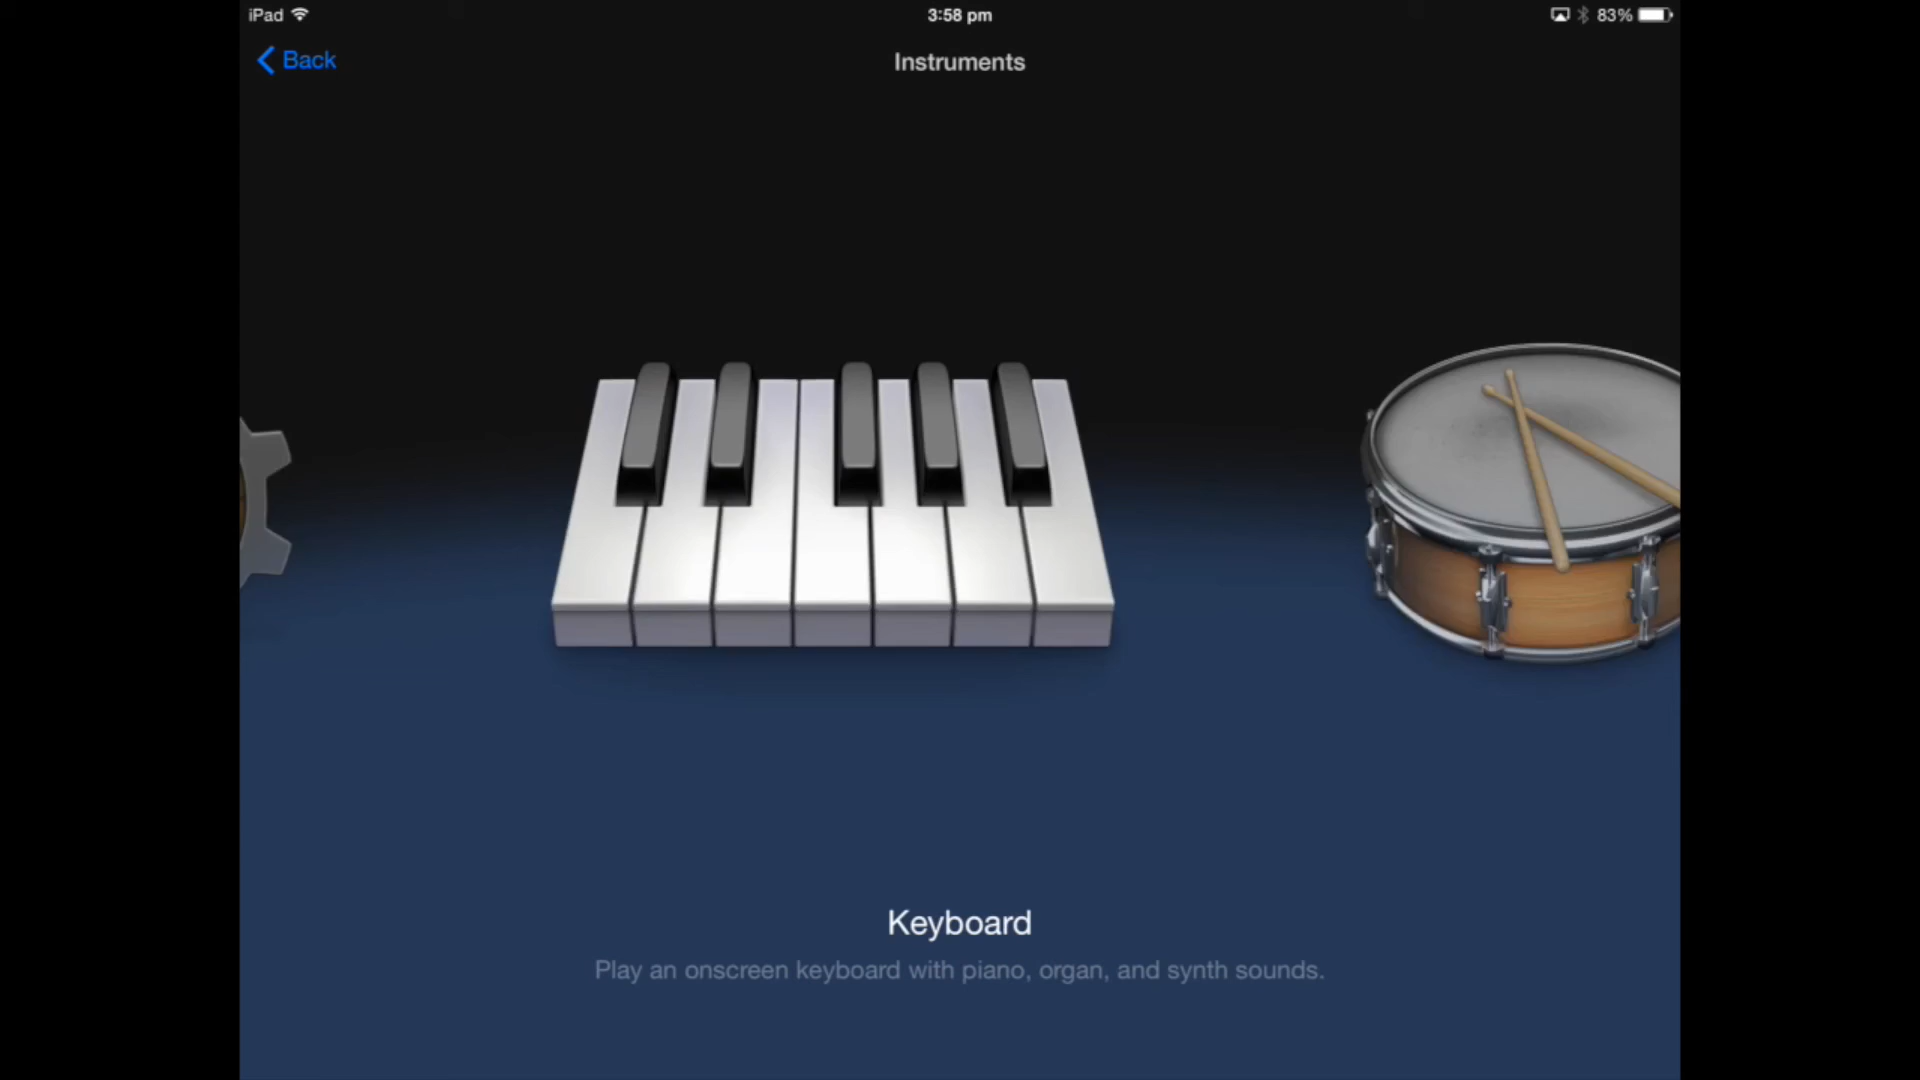 iPad
3:58 pm
83%
Back
Instruments
Keyboard
Play an onscreen keyboard with piano, organ, and synth sounds.